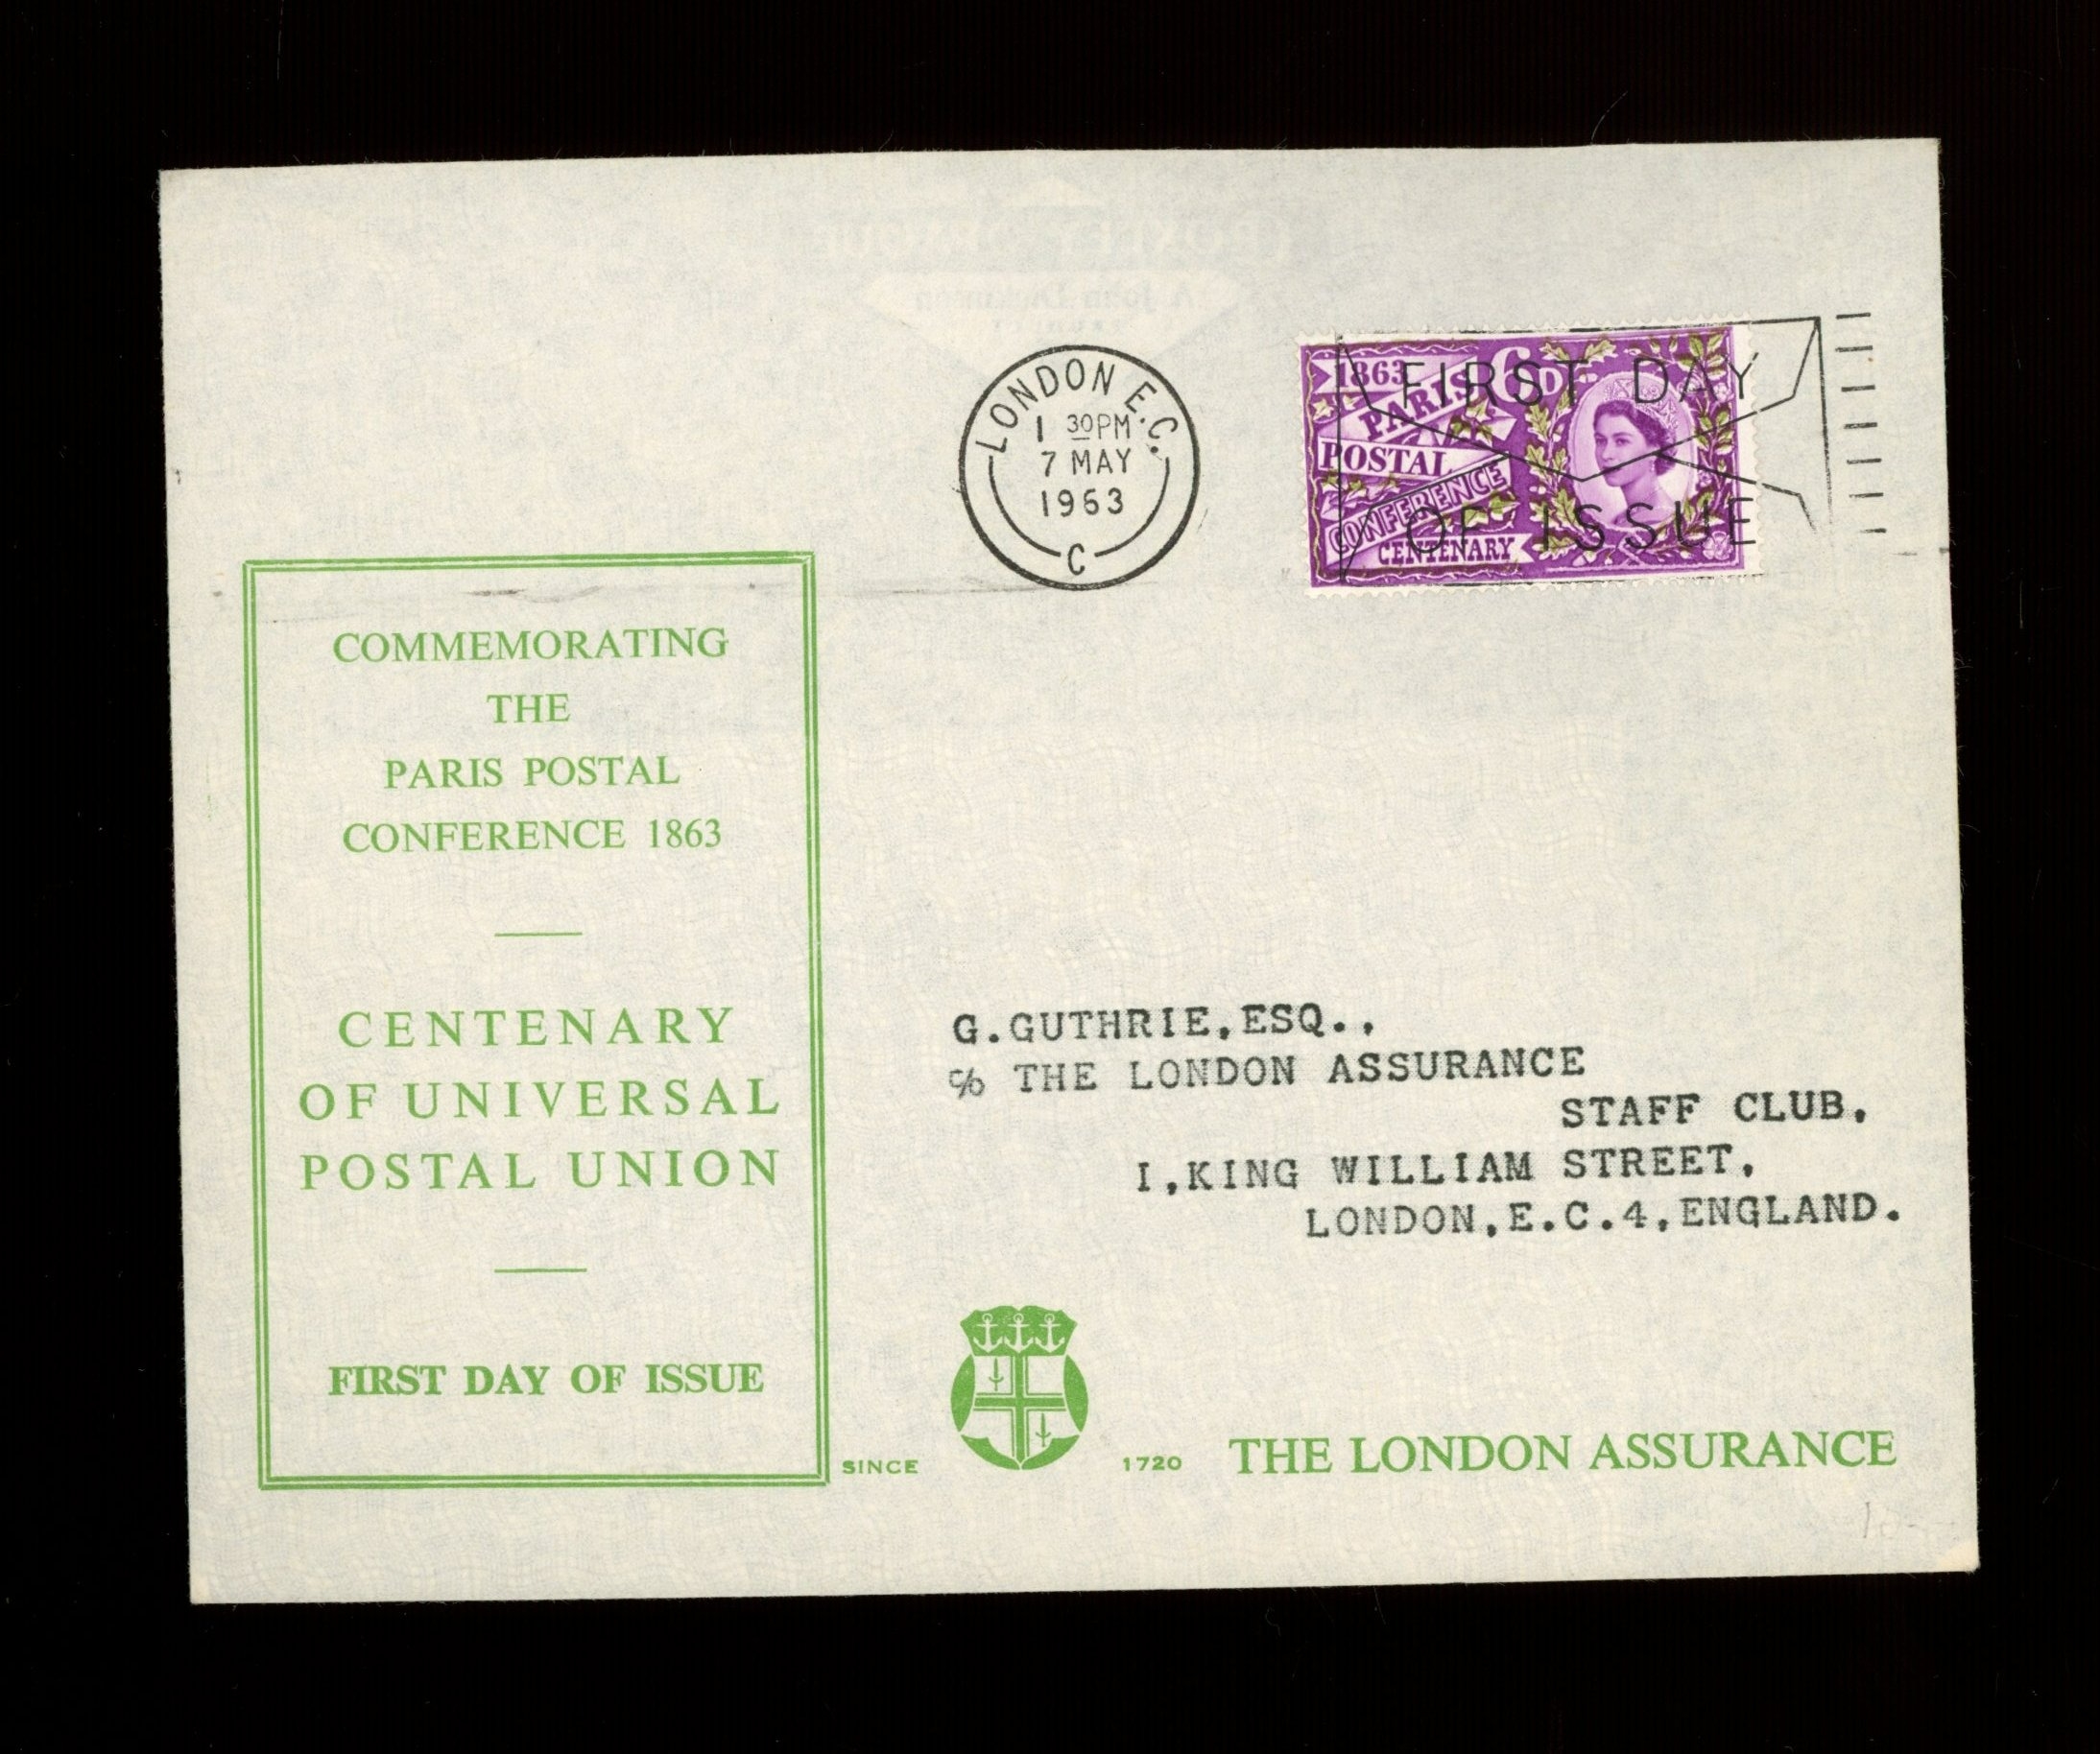 LONDON E.C.
1 30PM
7 MAY
1963
C
1863
PARIS
POSTAL
CONFERENCE
CENTENARY
6D
FIRST DAY
OF ISSUE
COMMEMORATING
THE
PARIS POSTAL
CONFERENCE 1863
CENTENARY
OF UNIVERSAL
POSTAL UNION
FIRST DAY OF ISSUE
G.GUTHRIE,ESQ.,
c/o THE LONDON ASSURANCE
STAFF CLUB,
I,KING WILLIAM STREET,
LONDON,E.C.4,ENGLAND.
SINCE 1720 THE LONDON ASSURANCE